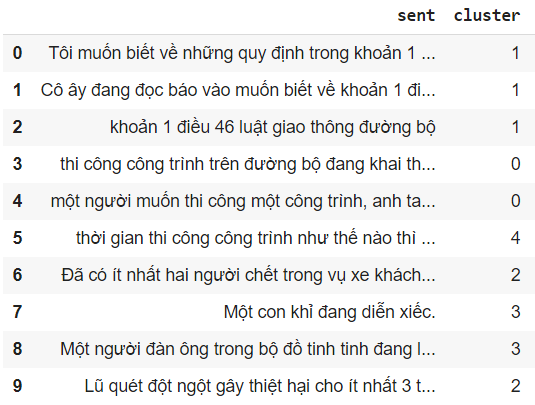 sent cluster
0 Tôi muốn biết về những quy định trong khoản 1 ... 1
1 Cô ây đang đọc báo vào muốn biết về khoản 1 đi... 1
2 khoản 1 điều 46 luật giao thông đường bộ 1
3 thi công công trình trên đường bộ đang khai th... 0
4 một người muốn thi công một công trình, anh ta... 0
5 thời gian thi công công trình như thế nào thì ... 4
6 Đã có ít nhất hai người chết trong vụ xe khách... 2
7 Một con khỉ đang diễn xiếc. 3
8 Một người đàn ông trong bộ đồ tinh tinh đang l... 3
9 Lũ quét đột ngột gây thiệt hại cho ít nhất 3 t... 2